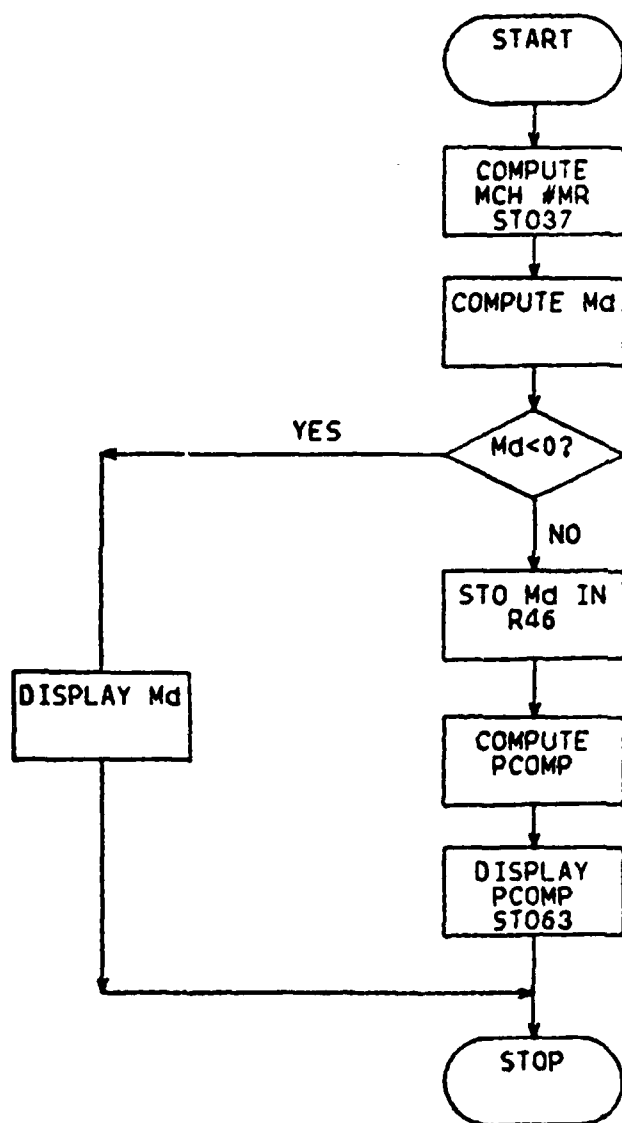 START
COMPUTE
MCH #MR
STO37
COMPUTE Md
Md<0?
YES
NO
STO Md IN
R46
DISPLAY Md
COMPUTE
PCOMP
DISPLAY
PCOMP
STO63
STOP